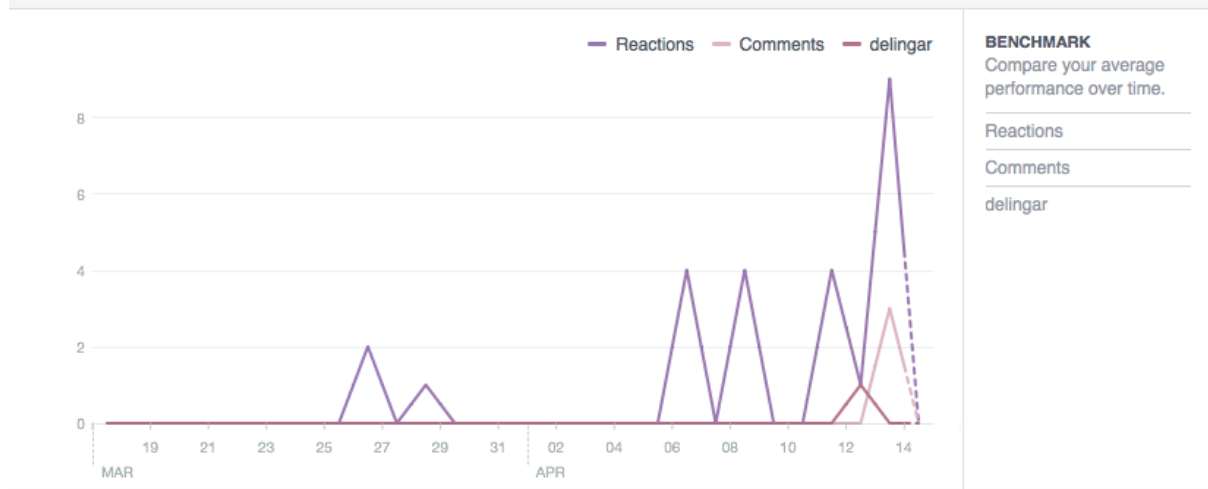 Reactions Comments delingar
8
6
4
2
0
19 21 23 25 27 29 31 02 04 06 08 10 12 14
MAR APR
BENCHMARK
Compare your average
performance over time.
Reactions
Comments
delingar